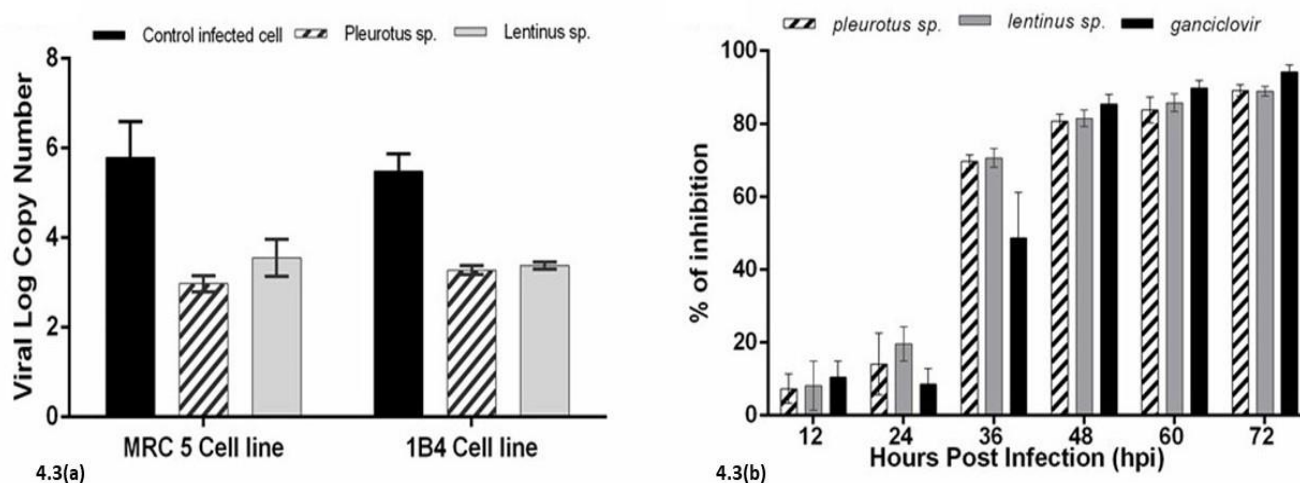 Control infected cell Pleurotus sp. Lentinus sp.
Viral Log Copy Number
8
6
4
2
0
MRC 5 Cell line 1B4 Cell line
4.3(a)
pleurotus sp. lentinus sp. ganciclovir
% of inhibition
100
80
60
40
20
0
12 24 36 48 60 72
Hours Post Infection (hpi)
4.3(b)